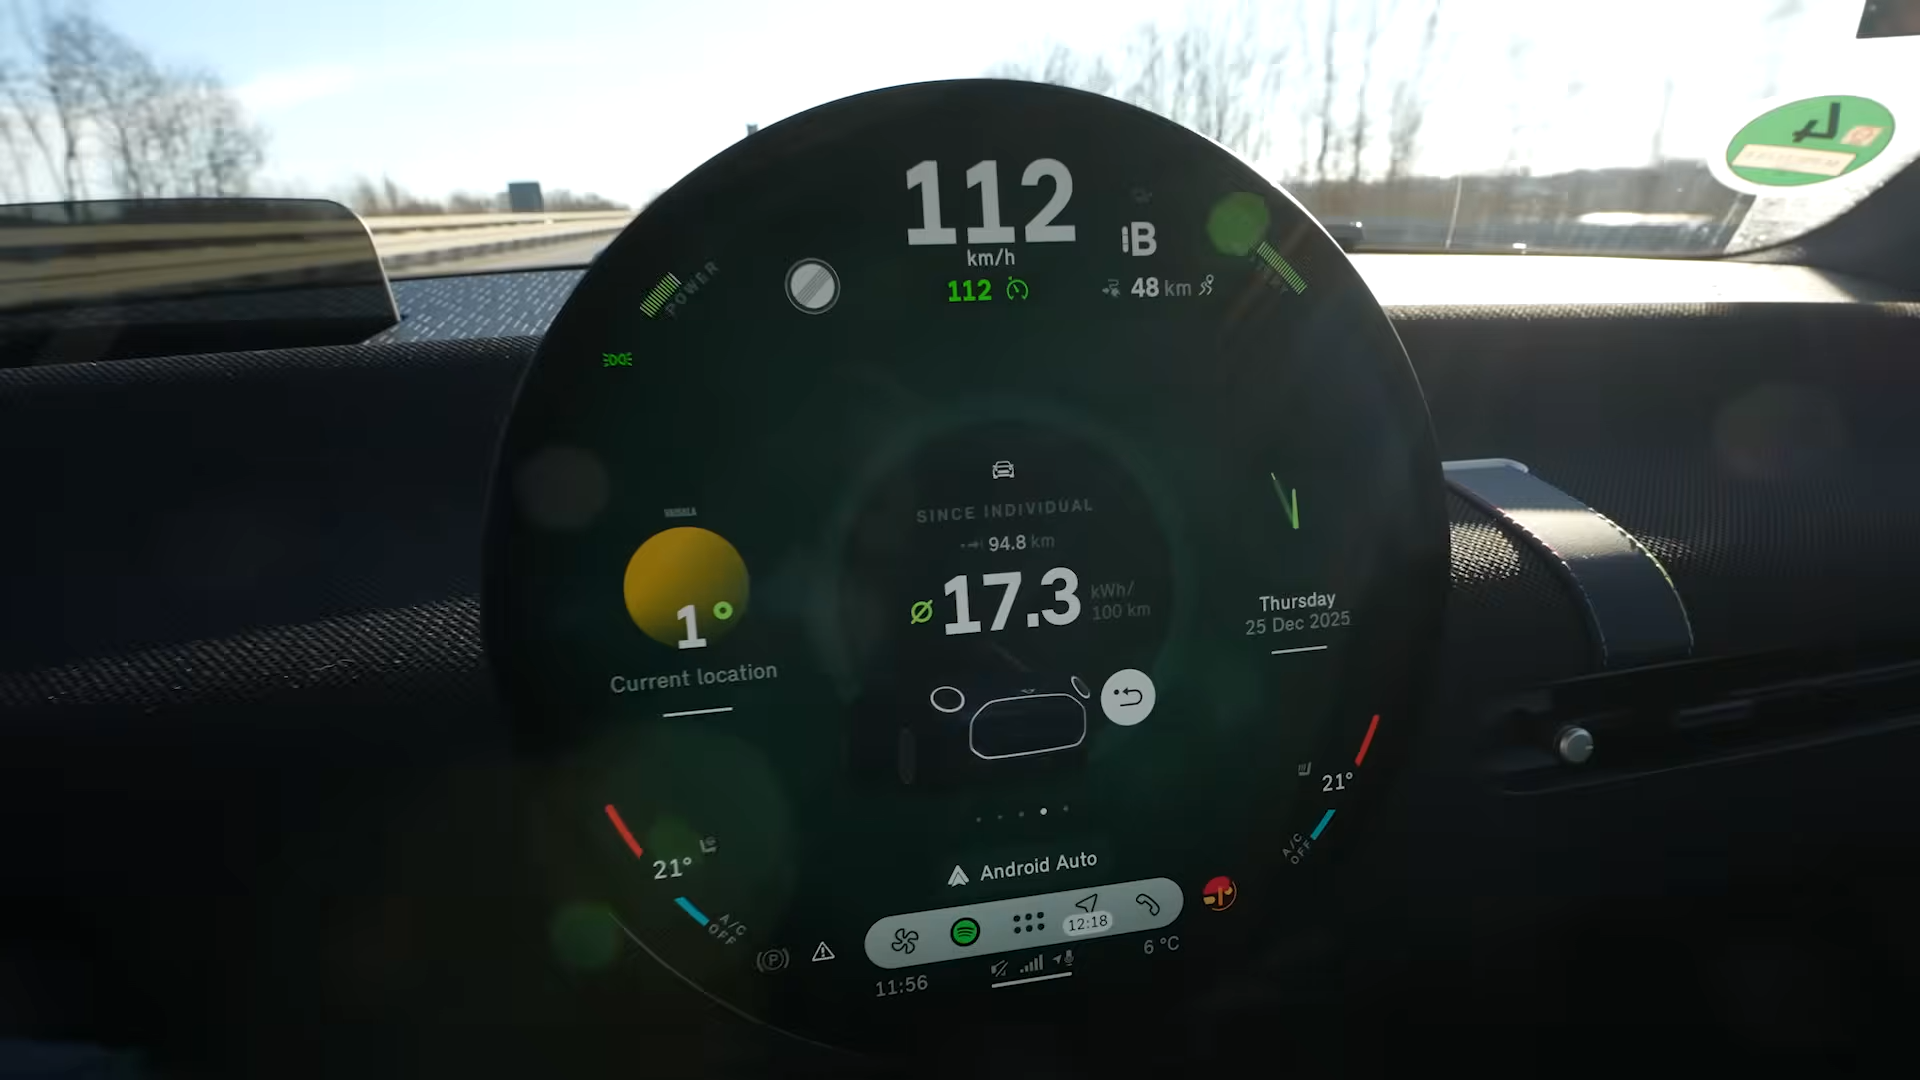 112
km/h
112
B
48 km
POWER
SINCE INDIVIDUAL
94.8 km
Ø 17.3 kWh/
100 km
VAISALA
1°
Current location
Thursday
25 Dec 2025
21°
A/C
OFF
21°
A/C
OFF
Android Auto
12:18
(P)
11:56
6 °C